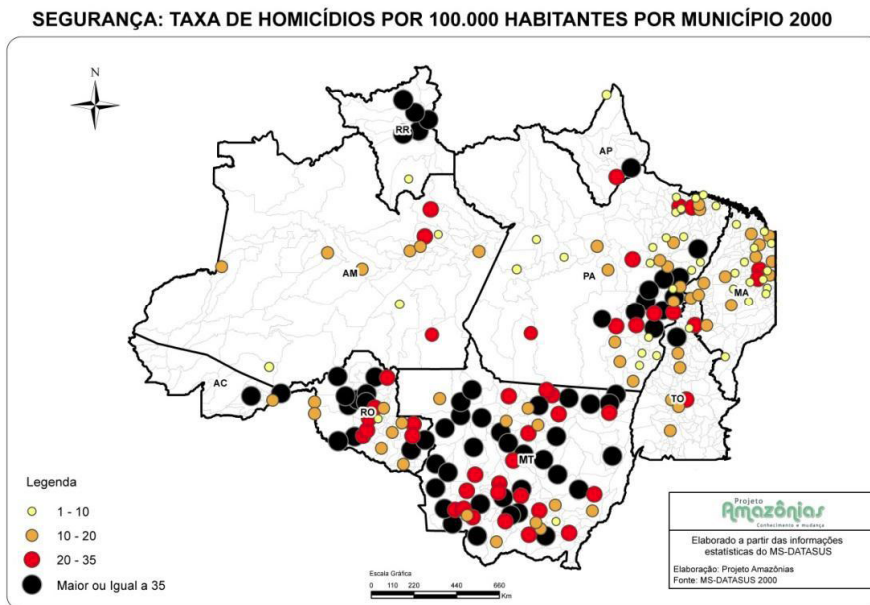 SEGURANÇA: TAXA DE HOMICÍDIOS POR 100.000 HABITANTES POR MUNICÍPIO 2000
N
RR
AP
AM
PA
MA
AC
RO
TO
MT
Legenda
1 - 10
10 - 20
20 - 35
Maior ou Igual a 35
Escala Gráfica
0 110 220 440 660
Km
Projeto
Amazônias
Conhecimento e mudança
Elaborado a partir das informações
estatísticas do MS-DATASUS
Elaboração: Projeto Amazônias
Fonte: MS-DATASUS 2000